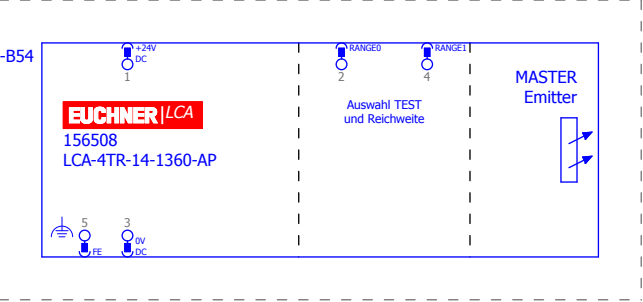 -B54
+24V
DC
1
RANGE0
2
RANGE1
4
MASTER
Emitter
EUCHNER|LCA
156508
LCA-4TR-14-1360-AP
Auswahl TEST
und Reichweite
5
FE
3
0V
DC